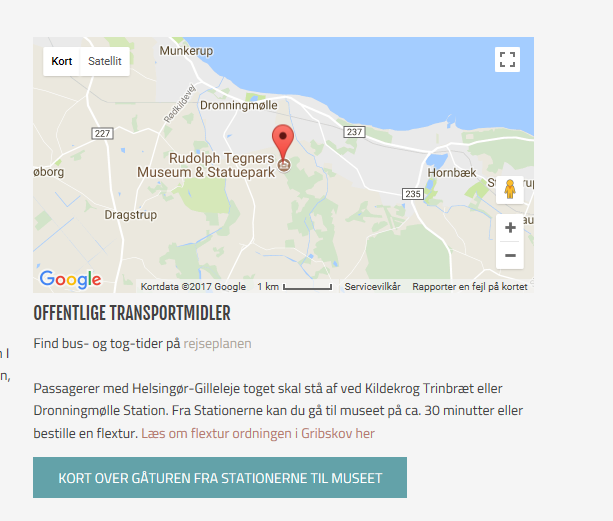 Kort Satellit
Munkerup
Rødkildevej
Dronningmølle
227
237
Rudolph Tegners
Museum & Statuepark
Hornbæk
øborg
235
Dragstrup
Google
Kortdata ©2017 Google 1 km Servicevilkår Rapporter en fejl på kortet
OFFENTLIGE TRANSPORTMIDLER
Find bus- og tog-tider på rejseplanen
n I
n,
Passagerer med Helsingør-Gilleleje toget skal stå af ved Kildekrog Trinbræt eller
Dronningmølle Station. Fra Stationerne kan du gå til museet på ca. 30 minutter eller
bestille en flextur. Læs om flextur ordningen i Gribskov her
KORT OVER GÅTUREN FRA STATIONERNE TIL MUSEET